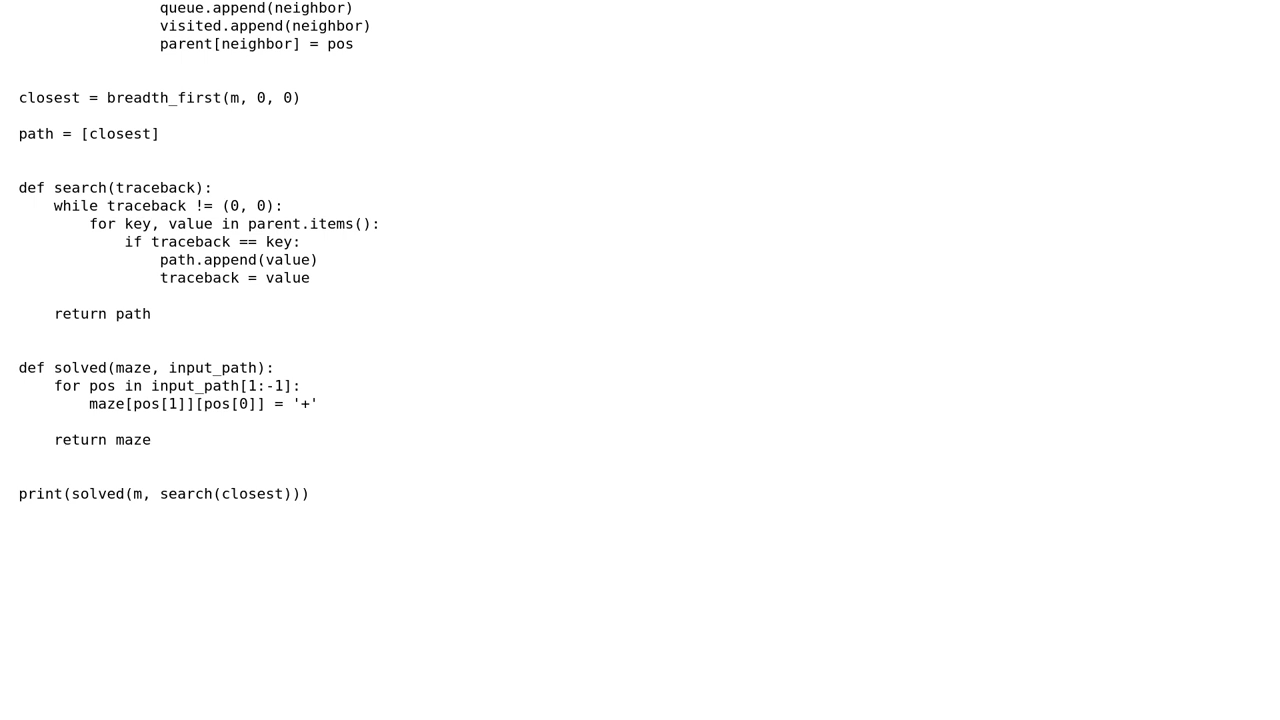 queue.append(neighbor)
                visited.append(neighbor)
                parent[neighbor] = pos
closest = breadth_first(m, 0, 0)
path = [closest]
def search(traceback):
    while traceback != (0, 0):
        for key, value in parent.items():
            if traceback == key:
                path.append(value)
                traceback = value
    return path
def solved(maze, input_path):
    for pos in input_path[1:-1]:
        maze[pos[1]][pos[0]] = '+'
    return maze
print(solved(m, search(closest)))